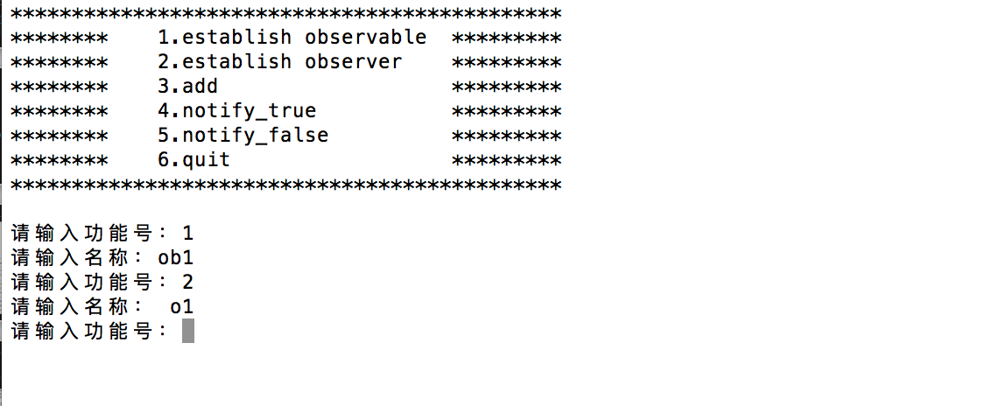 *********************************************
********    1.establish observable  *********
********    2.establish observer    *********
********    3.add                   *********
********    4.notify_true           *********
********    5.notify_false          *********
********    6.quit                  *********
*********************************************
请输入功能号: 1
请输入名称: ob1
请输入功能号: 2
请输入名称:  o1
请输入功能号: